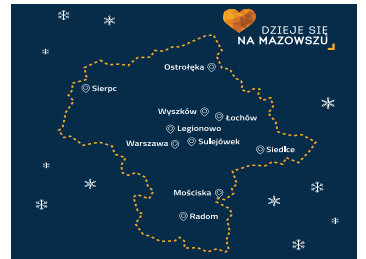 DZIEJE SIĘ
NA MAZOWSZU
Ostrołęka
Sierpc
Wyszków
Łochów
Legionowo
Warszawa
Sulejówek
Siedlce
Mościska
Radom